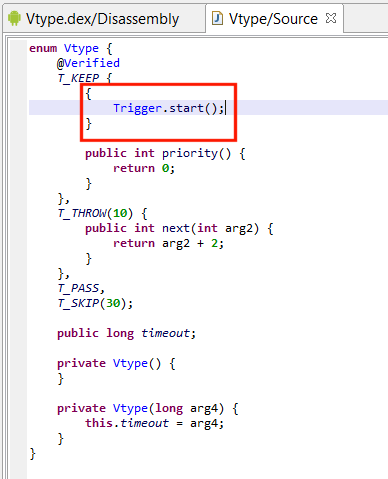 Vtype.dex/Disassembly
Vtype/Source
enum Vtype {
    @Verified
    T_KEEP {
        {
            Trigger.start();
        }

        public int priority() {
            return 0;
        }
    },
    T_THROW(10) {
        public int next(int arg2) {
            return arg2 + 2;
        }
    },
    T_PASS,
    T_SKIP(30);

    public long timeout;

    private Vtype() {
    }

    private Vtype(long arg4) {
        this.timeout = arg4;
    }
}